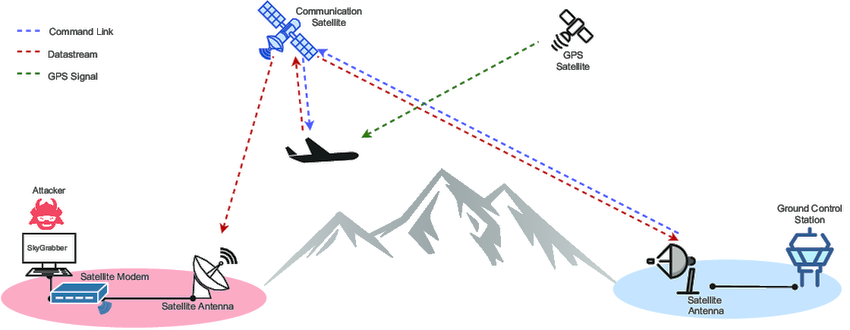 Communication
Satellite
Command Link
Datastream
GPS Signal
GPS
Satellite
Attacker
SkyGrabber
Satellite Modem
Satellite Antenna
Ground Control
Station
Satellite
Antenna